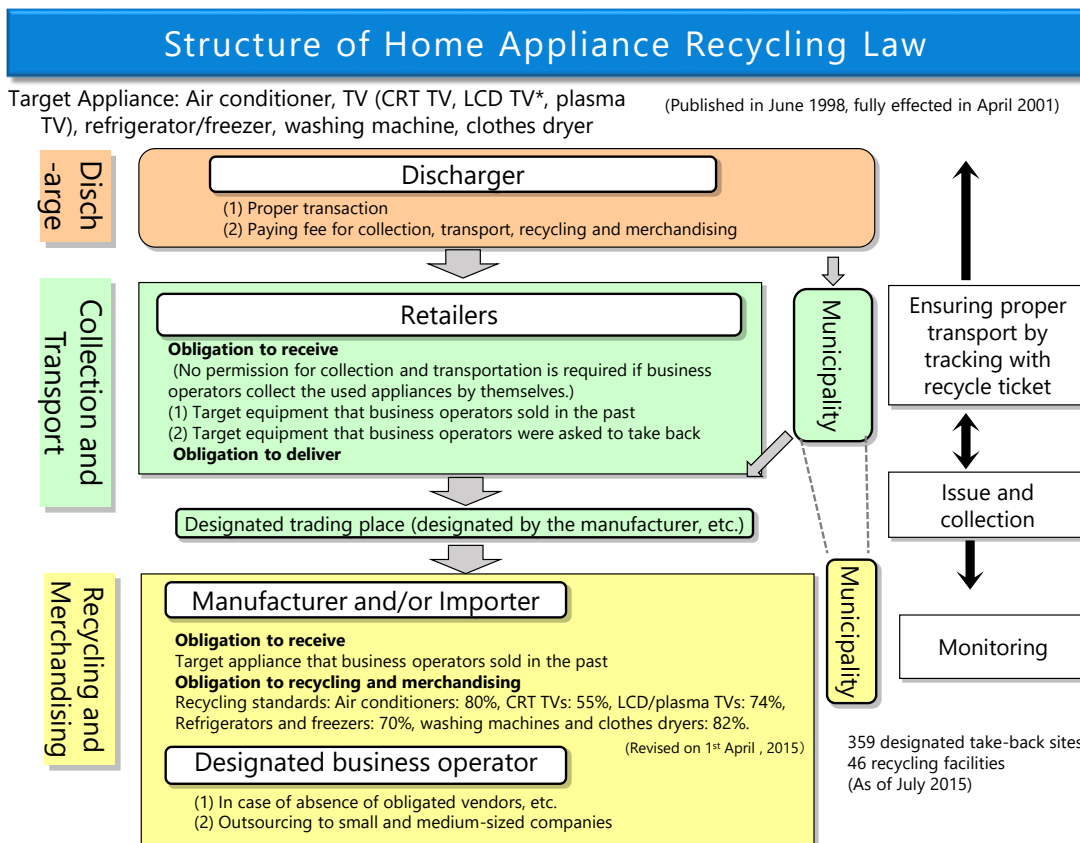 Structure of Home Appliance Recycling Law
Target Appliance: Air conditioner, TV (CRT TV, LCD TV*, plasma
TV), refrigerator/freezer, washing machine, clothes dryer
(Published in June 1998, fully effected in April 2001)
Disch
-arge
Discharger
(1) Proper transaction
(2) Paying fee for collection, transport, recycling and merchandising
Collection and
Transport
Retailers
Obligation to receive
(No permission for collection and transportation is required if business
operators collect the used appliances by themselves.)
(1) Target equipment that business operators sold in the past
(2) Target equipment that business operators were asked to take back
Obligation to deliver
Municipality
Ensuring proper
transport by
tracking with
recycle ticket
Designated trading place (designated by the manufacturer, etc.)
Issue and
collection
Recycling and
Merchandising
Manufacturer and/or Importer
Obligation to receive
Target appliance that business operators sold in the past
Obligation to recycling and merchandising
Recycling standards: Air conditioners: 80%, CRT TVs: 55%, LCD/plasma TVs: 74%,
Refrigerators and freezers: 70%, washing machines and clothes dryers: 82%.
(Revised on 1st April , 2015)
Municipality
Monitoring
Designated business operator
(1) In case of absence of obligated vendors, etc.
(2) Outsourcing to small and medium-sized companies
359 designated take-back sites
46 recycling facilities
(As of July 2015)